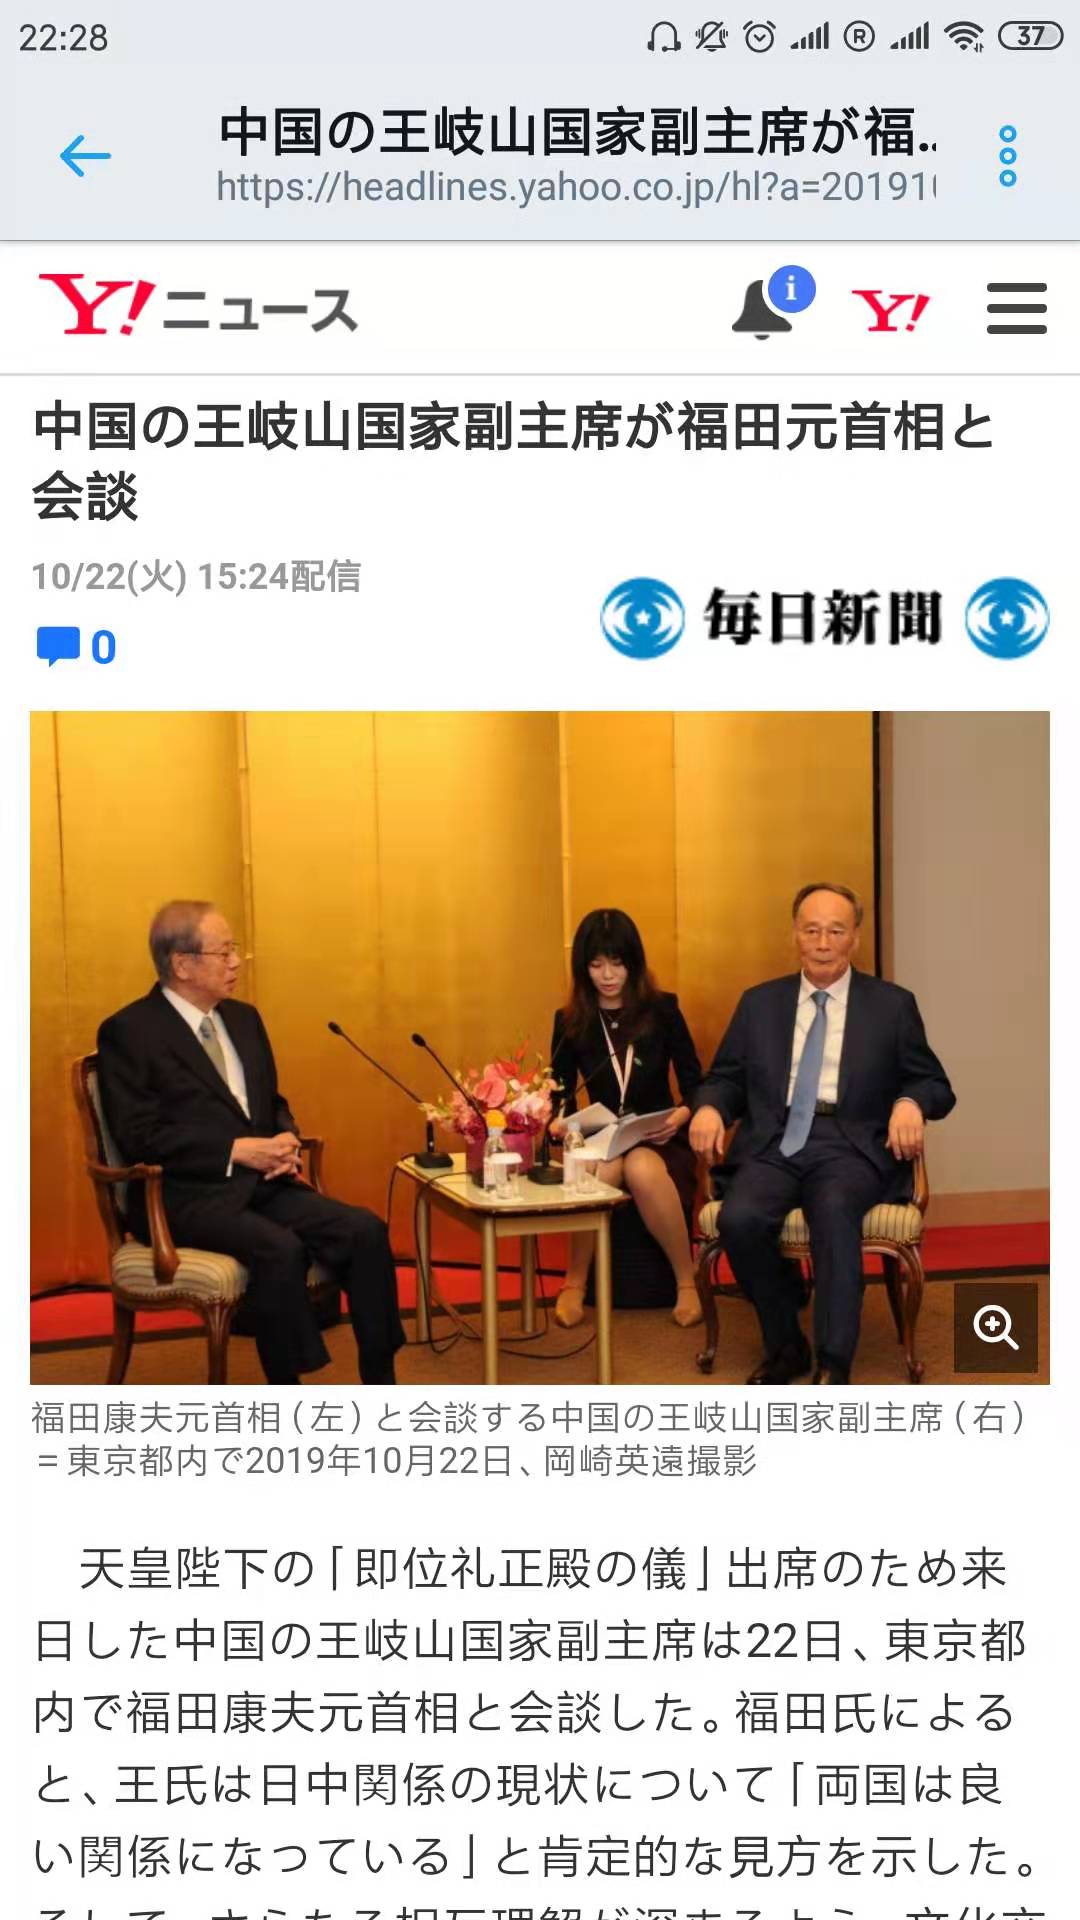 22:28
37
中国の王岐山国家副主席が福…
https://headlines.yahoo.co.jp/hl?a=20191
Y!ニュース
Y!
中国の王岐山国家副主席が福田元首相と
会談
10/22(火) 15:24配信
0
毎日新聞
福田康夫元首相(左)と会談する中国の王岐山国家副主席(右)
=東京都内で2019年10月22日、岡崎英遠撮影
天皇陛下の「即位礼正殿の儀」出席のため来
日した中国の王岐山国家副主席は22日、東京都
内で福田康夫元首相と会談した。福田氏による
と、王氏は日中関係の現状について「両国は良
い関係になっている」と肯定的な見方を示した。